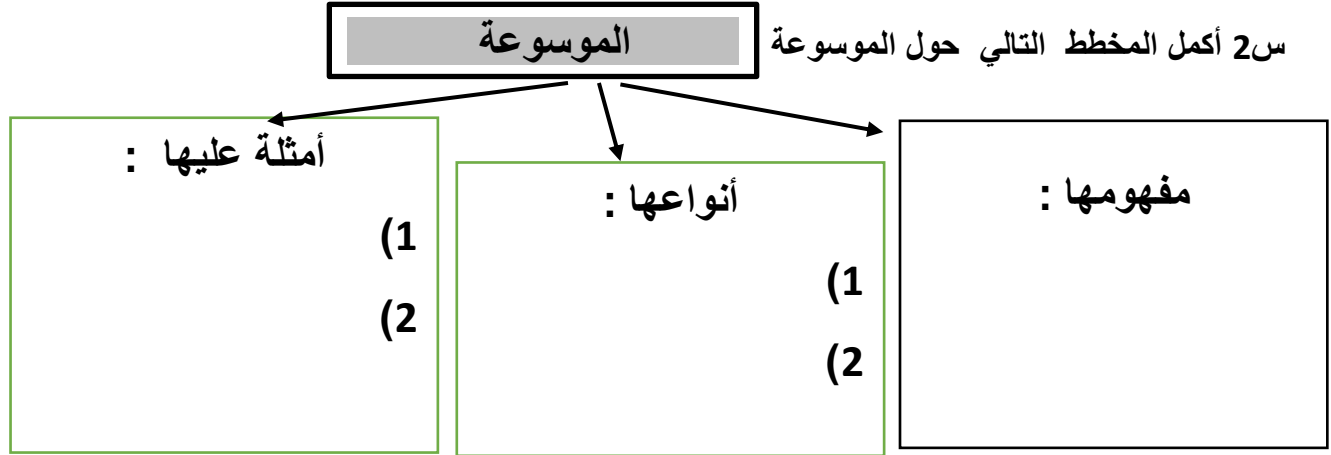 س2 أكمل المخطط التالي حول الموسوعة
الموسوعة
مفهومها :
أنواعها :
1)
2)
أمثلة عليها :
1)
2)